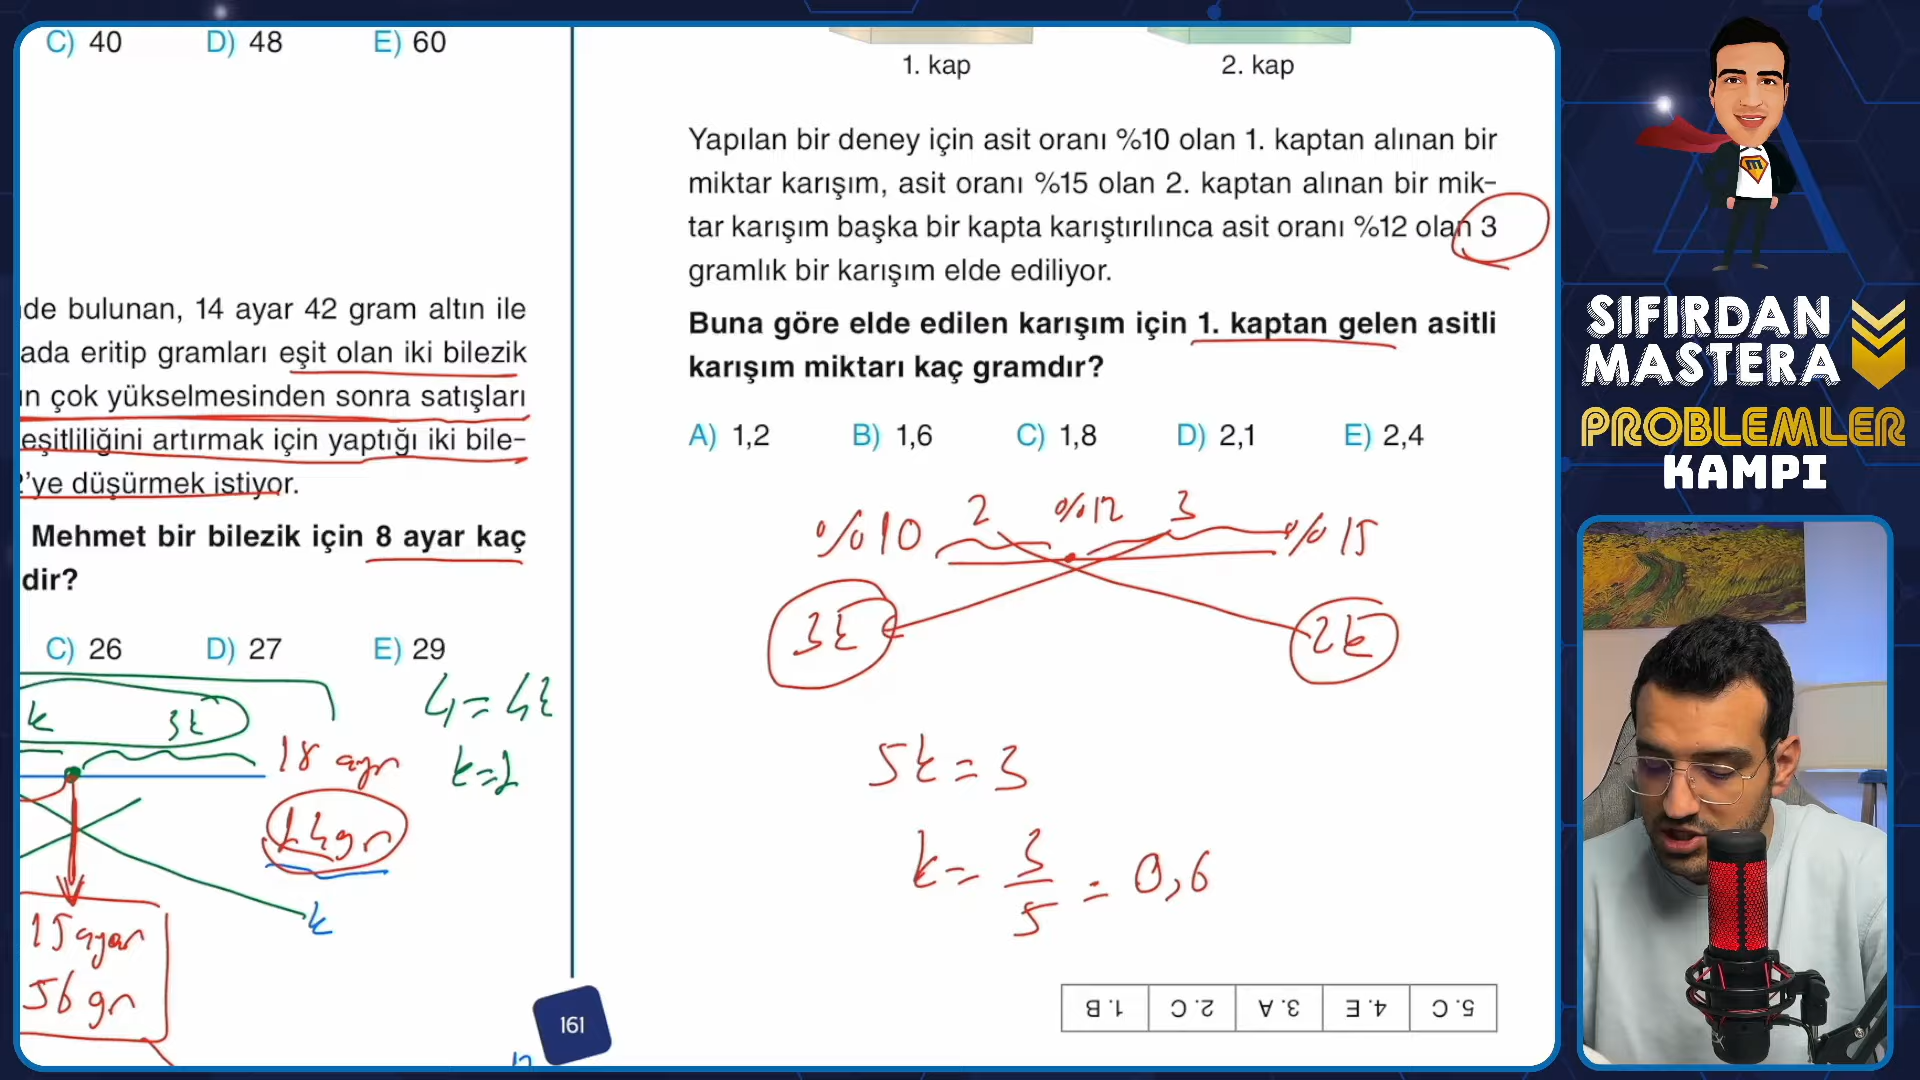 C) 40 D) 48 E) 60
de bulunan, 14 ayar 42 gram altın ile
ada eritip gramları eşit olan iki bilezik
ın çok yükselmesinden sonra satışları
eşitliliğini artırmak için yaptığı iki bile-
2'ye düşürmek istiyor.
Mehmet bir bilezik için 8 ayar kaç
dir?
C) 26 D) 27 E) 29
k 3k
4=4k
k=1
18 ayar
14gr
k
15 ayar
56 gr
161
1. kap 2. kap
Yapılan bir deney için asit oranı %10 olan 1. kaptan alınan bir
miktar karışım, asit oranı %15 olan 2. kaptan alınan bir mik-
tar karışım başka bir kapta karıştırılınca asit oranı %12 olan 3
gramlık bir karışım elde ediliyor.
Buna göre elde edilen karışım için 1. kaptan gelen asitli
karışım miktarı kaç gramdır?
A) 1,2 B) 1,6 C) 1,8 D) 2,1 E) 2,4
%10 2 %12 3 %15
3k 2k
5k=3
k=3/5=0,6
1. B 2. C 3. A 4. E 5. C
SIFIRDAN
MASTERA
PROBLEMLER
KAMPI